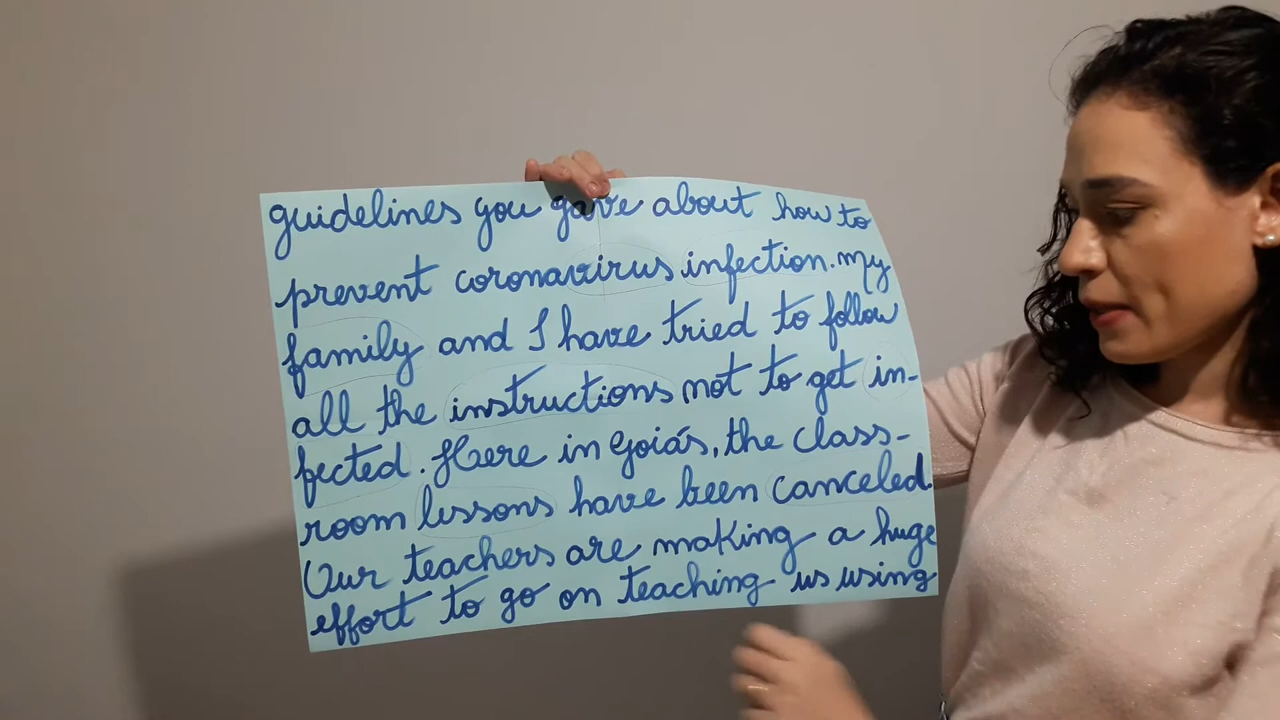 guidelines you gave about how to
prevent coronavirus infection. My
family and I have tried to follow
all the instructions not to get in-
fected. Here in Goiás, the class-
room lessons have been canceled.
Our teachers are making a huge
effort to go on teaching us using